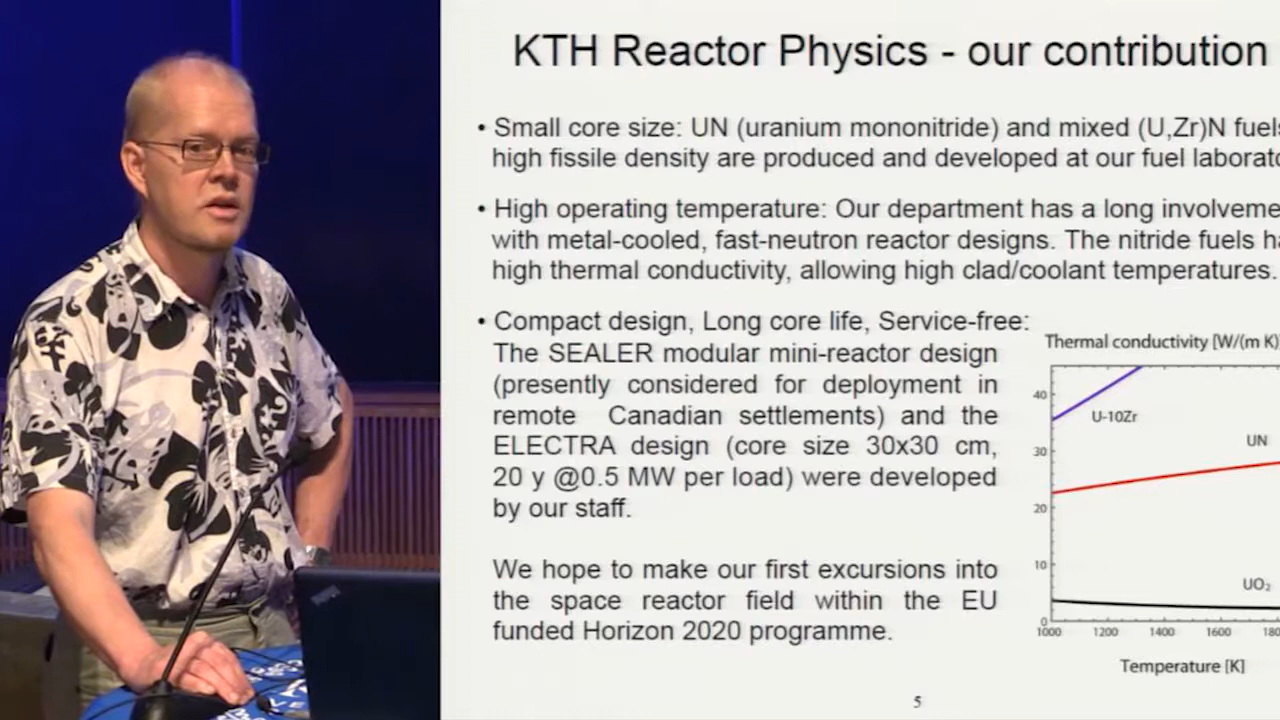 KTH Reactor Physics - our contribution
• Small core size: UN (uranium mononitride) and mixed (U,Zr)N fuels
high fissile density are produced and developed at our fuel laborato
• High operating temperature: Our department has a long involveme
with metal-cooled, fast-neutron reactor designs. The nitride fuels ha
high thermal conductivity, allowing high clad/coolant temperatures.
• Compact design, Long core life, Service-free:
The SEALER modular mini-reactor design
(presently considered for deployment in
remote Canadian settlements) and the
ELECTRA design (core size 30x30 cm,
20 y @0.5 MW per load) were developed
by our staff.
We hope to make our first excursions into
the space reactor field within the EU
funded Horizon 2020 programme.
Thermal conductivity [W/(m K)]
40
U-10Zr
UN
30
20
10
UO₂
0
1000 1200 1400 1600 180
Temperature [K]
5